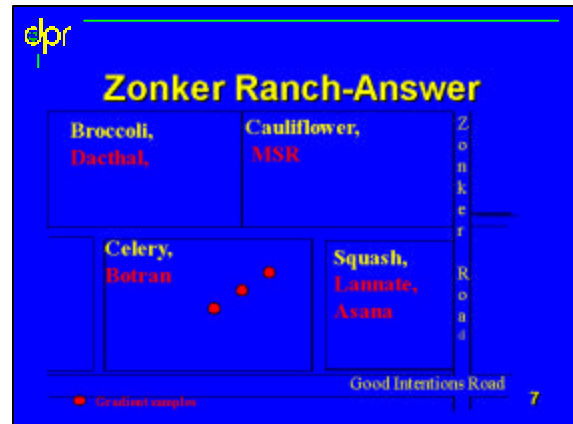 dpr
Zonker Ranch-Answer
Broccoli,
Dacthal,
Cauliflower,
MSR
Zonker Road
Celery,
Botran
Squash,
Lannate,
Asana
Good Intentions Road
Gradient samples
7